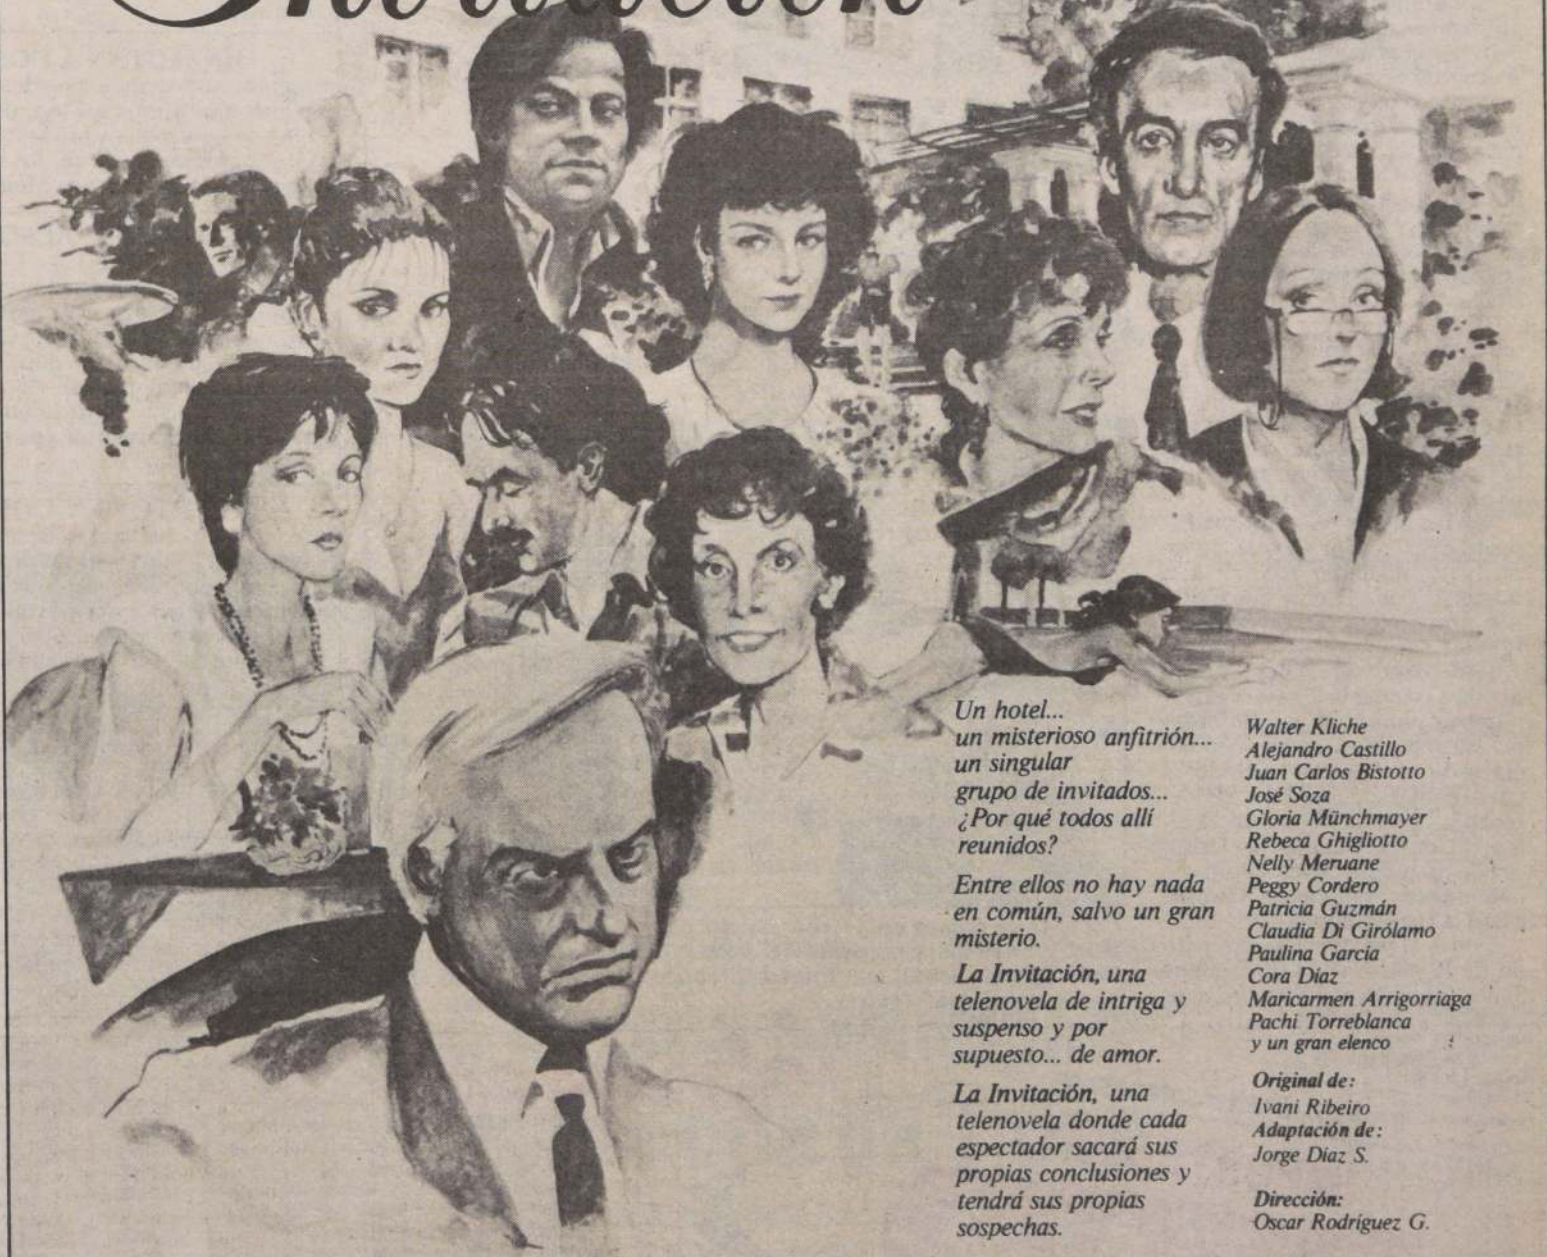 Invitación
Un hotel...
un misterioso anfitrión...
un singular
grupo de invitados...
¿Por qué todos allí
reunidos?
Entre ellos no hay nada
en común, salvo un gran
misterio.
La Invitación, una
telenovela de intriga y
suspenso y por
supuesto... de amor.
La Invitación, una
telenovela donde cada
espectador sacará sus
propias conclusiones y
tendrá sus propias
sospechas.
Walter Kliche
Alejandro Castillo
Juan Carlos Bistotto
José Soza
Gloria Münchmayer
Rebeca Ghigliotto
Nelly Meruane
Peggy Cordero
Patricia Guzmán
Claudia Di Girólamo
Paulina García
Cora Díaz
Maricarmen Arrigorriaga
Pachi Torreblanca
y un gran elenco
Original de:
Ivani Ribeiro
Adaptación de:
Jorge Díaz S.
Dirección:
Oscar Rodríguez G.